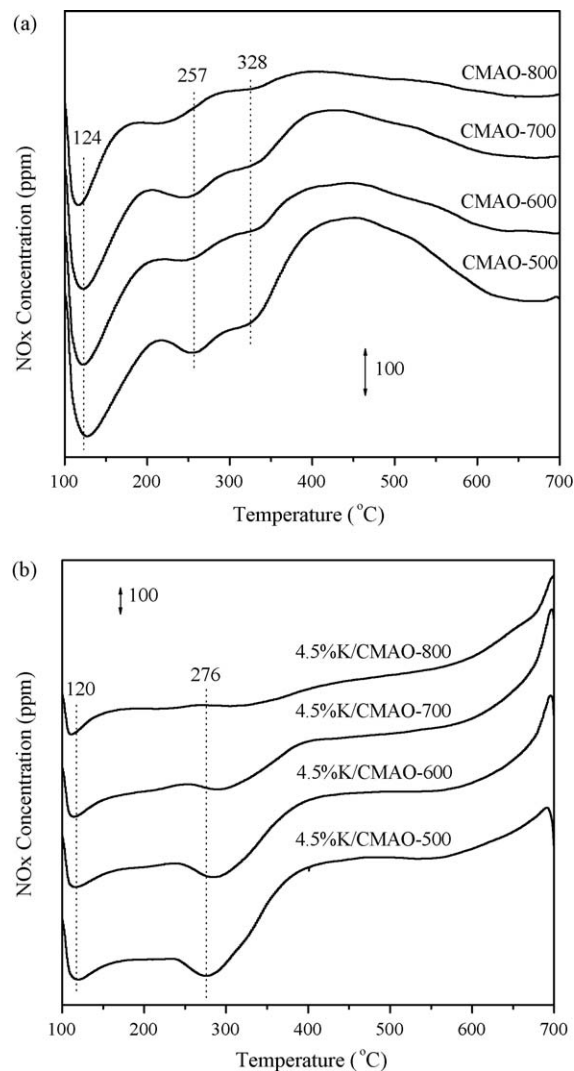 (a)
124
257
328
CMAO-800
CMAO-700
CMAO-600
CMAO-500
100
NOx Concentration (ppm)
100 200 300 400 500 600 700
Temperature (°C)
(b)
100
120
276
4.5%K/CMAO-800
4.5%K/CMAO-700
4.5%K/CMAO-600
4.5%K/CMAO-500
NOx Concentration (ppm)
100 200 300 400 500 600 700
Temperature (°C)